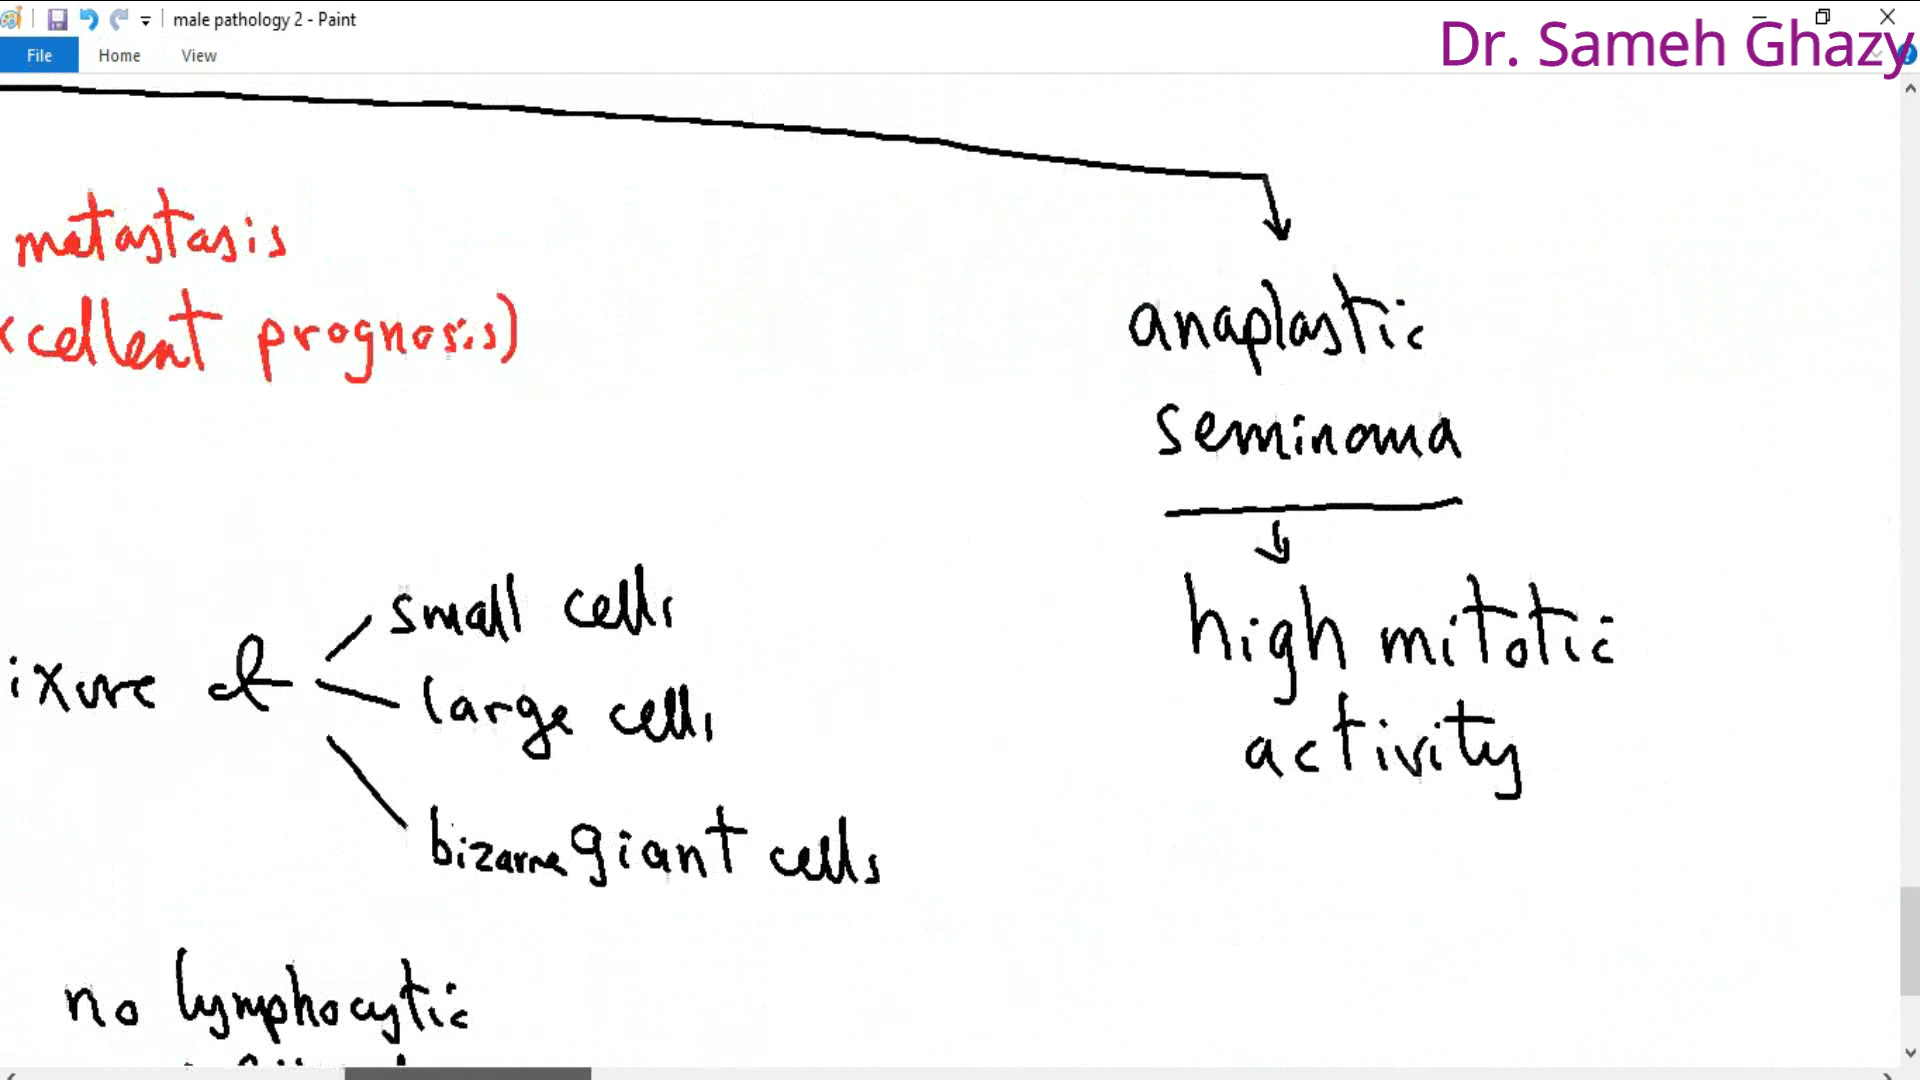 male pathology 2 - Paint
Dr. Sameh Ghazy
File Home View
metastasis
xcellent prognosis)
anaplastic
seminoma
high mitotic
activity
small cells
ixure of
large cells
bizarre giant cells
no lymphocytic